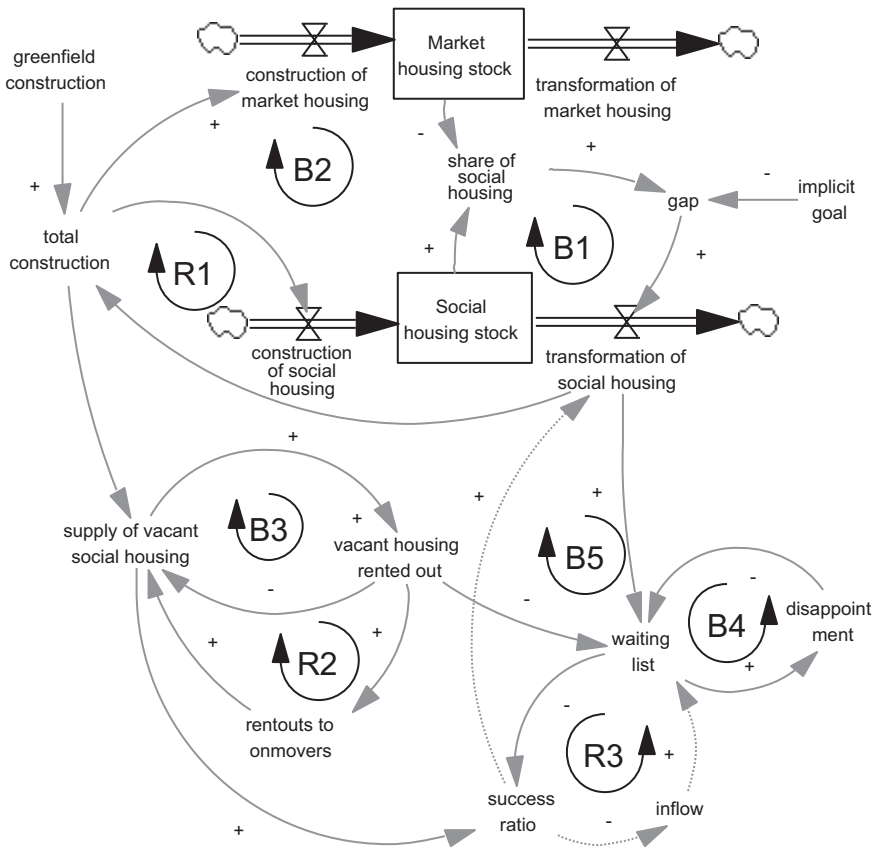 Market
housing stock
greenfield
construction
construction of
market housing
transformation of
market housing
+
-
+
B2
share of
social
housing
-
implicit
goal
gap
+
total
construction
+
B1
+
R1
Social
housing stock
construction
of social
housing
transformation of
social housing
+
+
+
+
B3
supply of vacant
social housing
vacant housing
rented out
B5
-
-
-
disappoint
ment
B4
waiting
list
+
R2
+
+
rentouts to
onmovers
-
R3
+
success
ratio
inflow
-
+